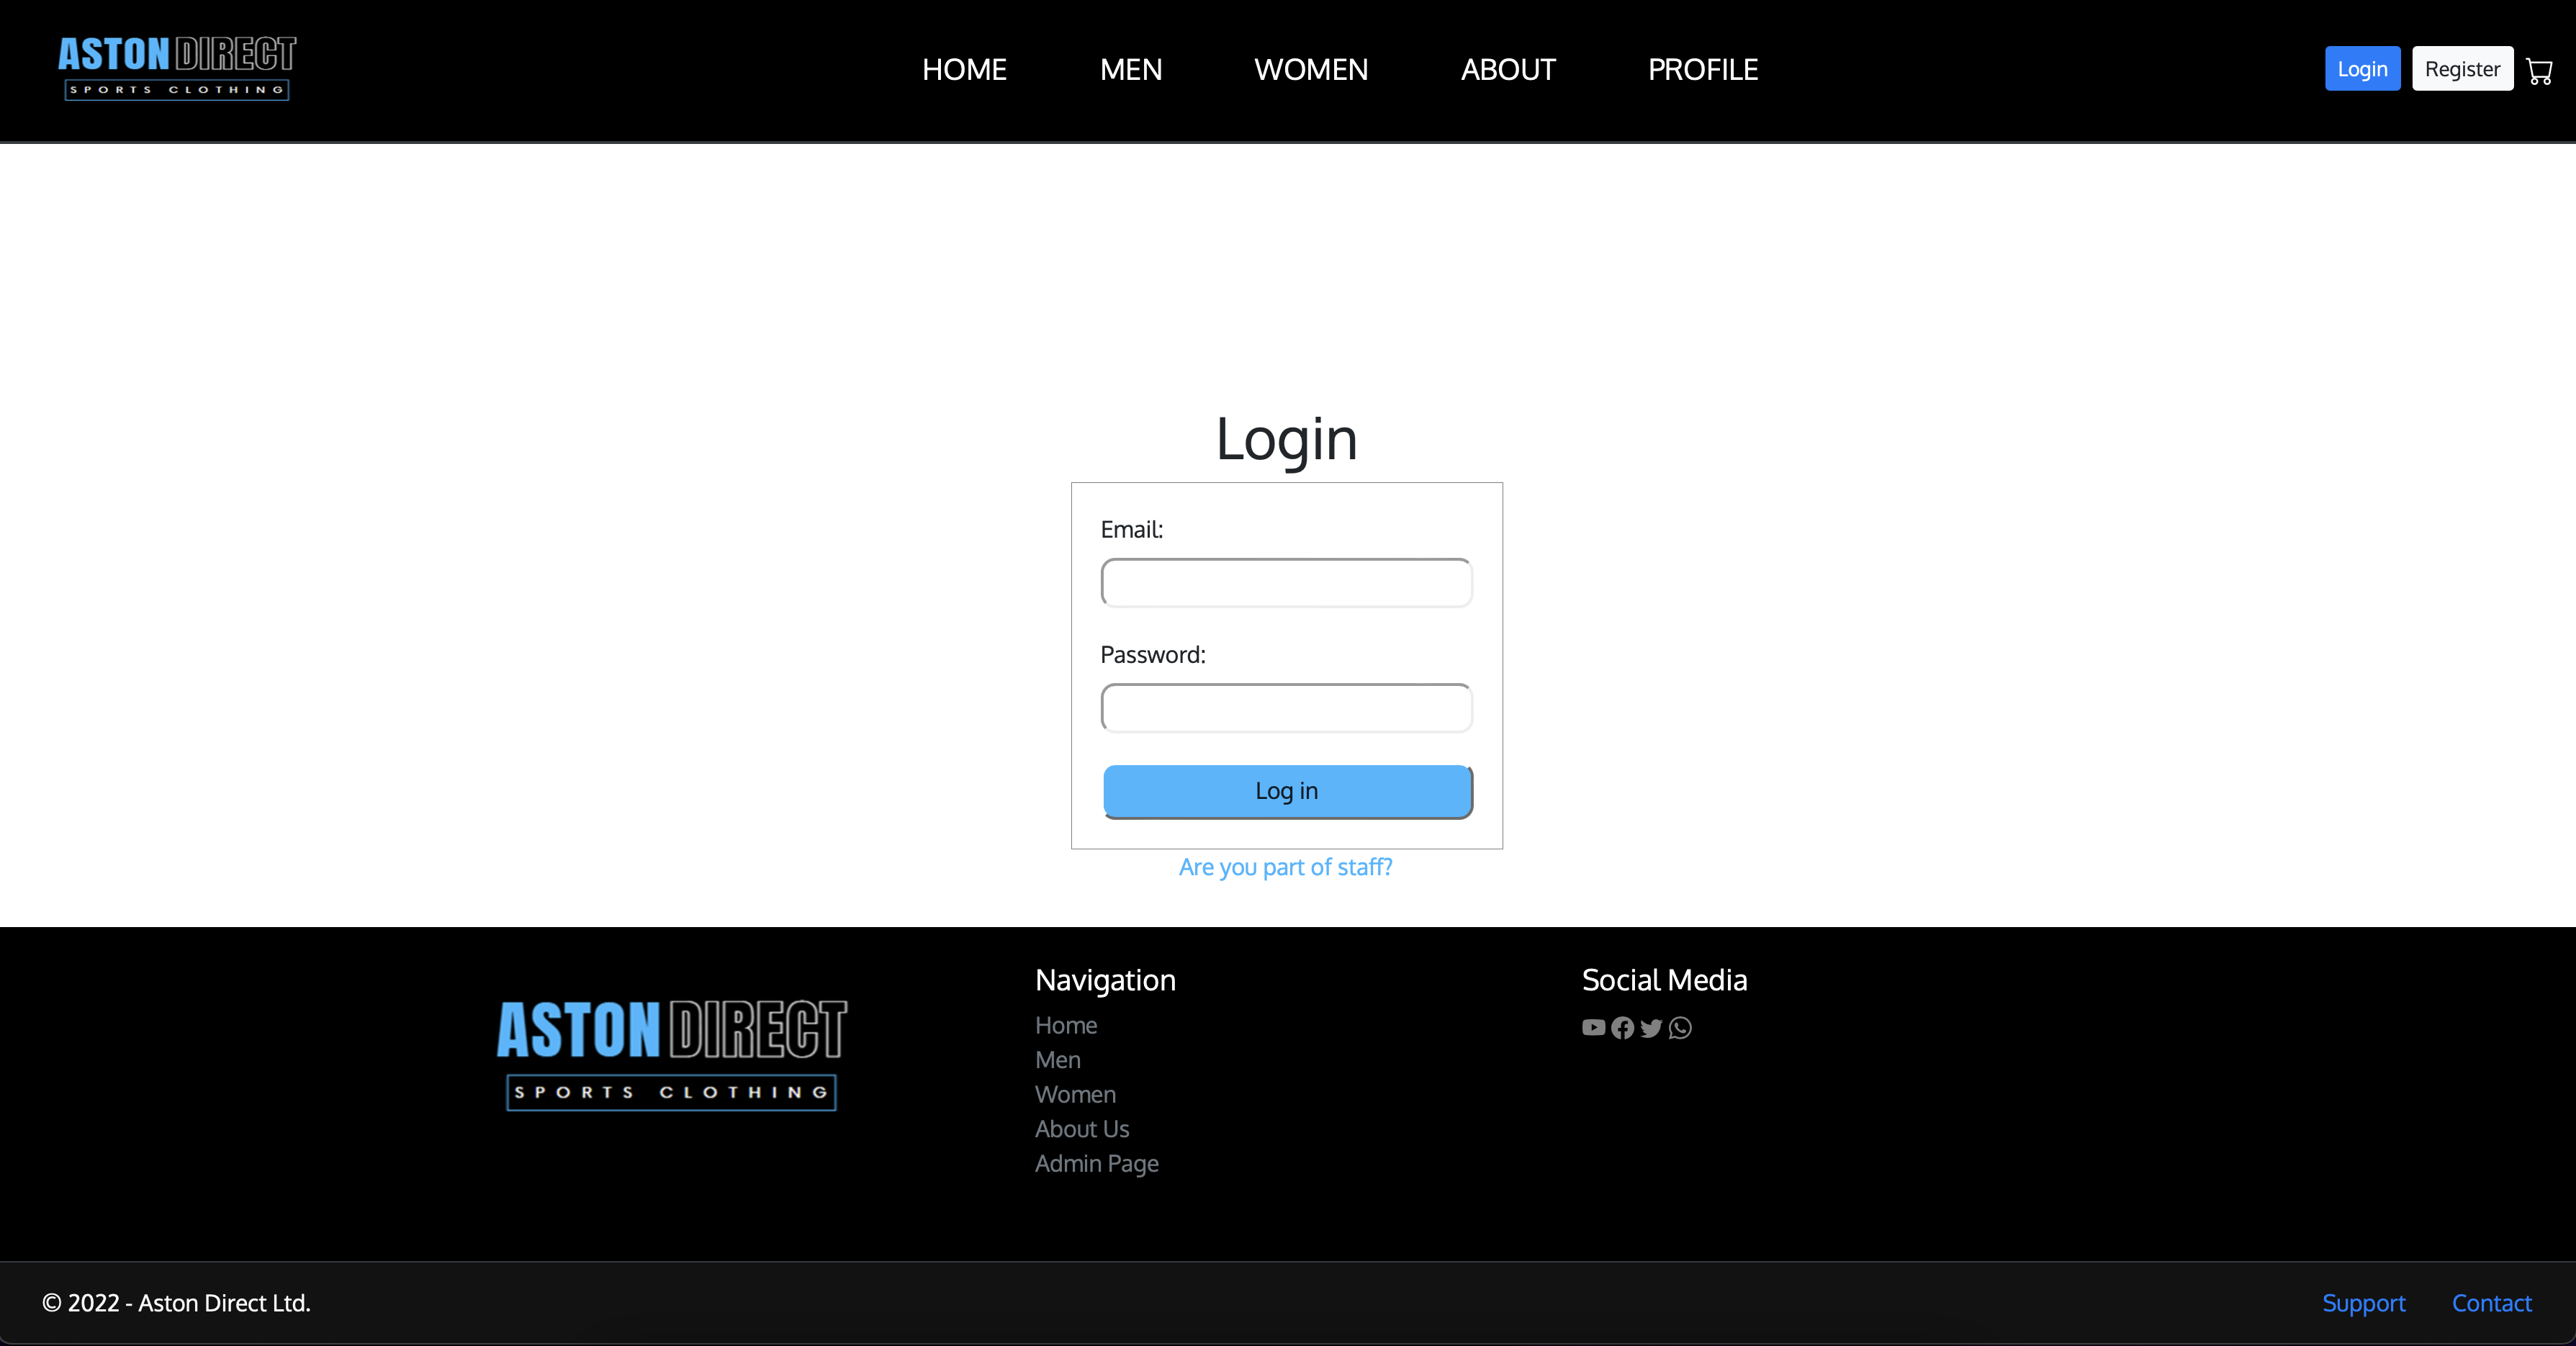 ASTON DIRECT
SPORTS CLOTHING
HOME MEN WOMEN ABOUT PROFILE
Login Register
Login
Email:
Password:
Log in
Are you part of staff?
ASTON DIRECT
SPORTS CLOTHING
Navigation
Home
Men
Women
About Us
Admin Page
Social Media
© 2022 - Aston Direct Ltd.
Support Contact